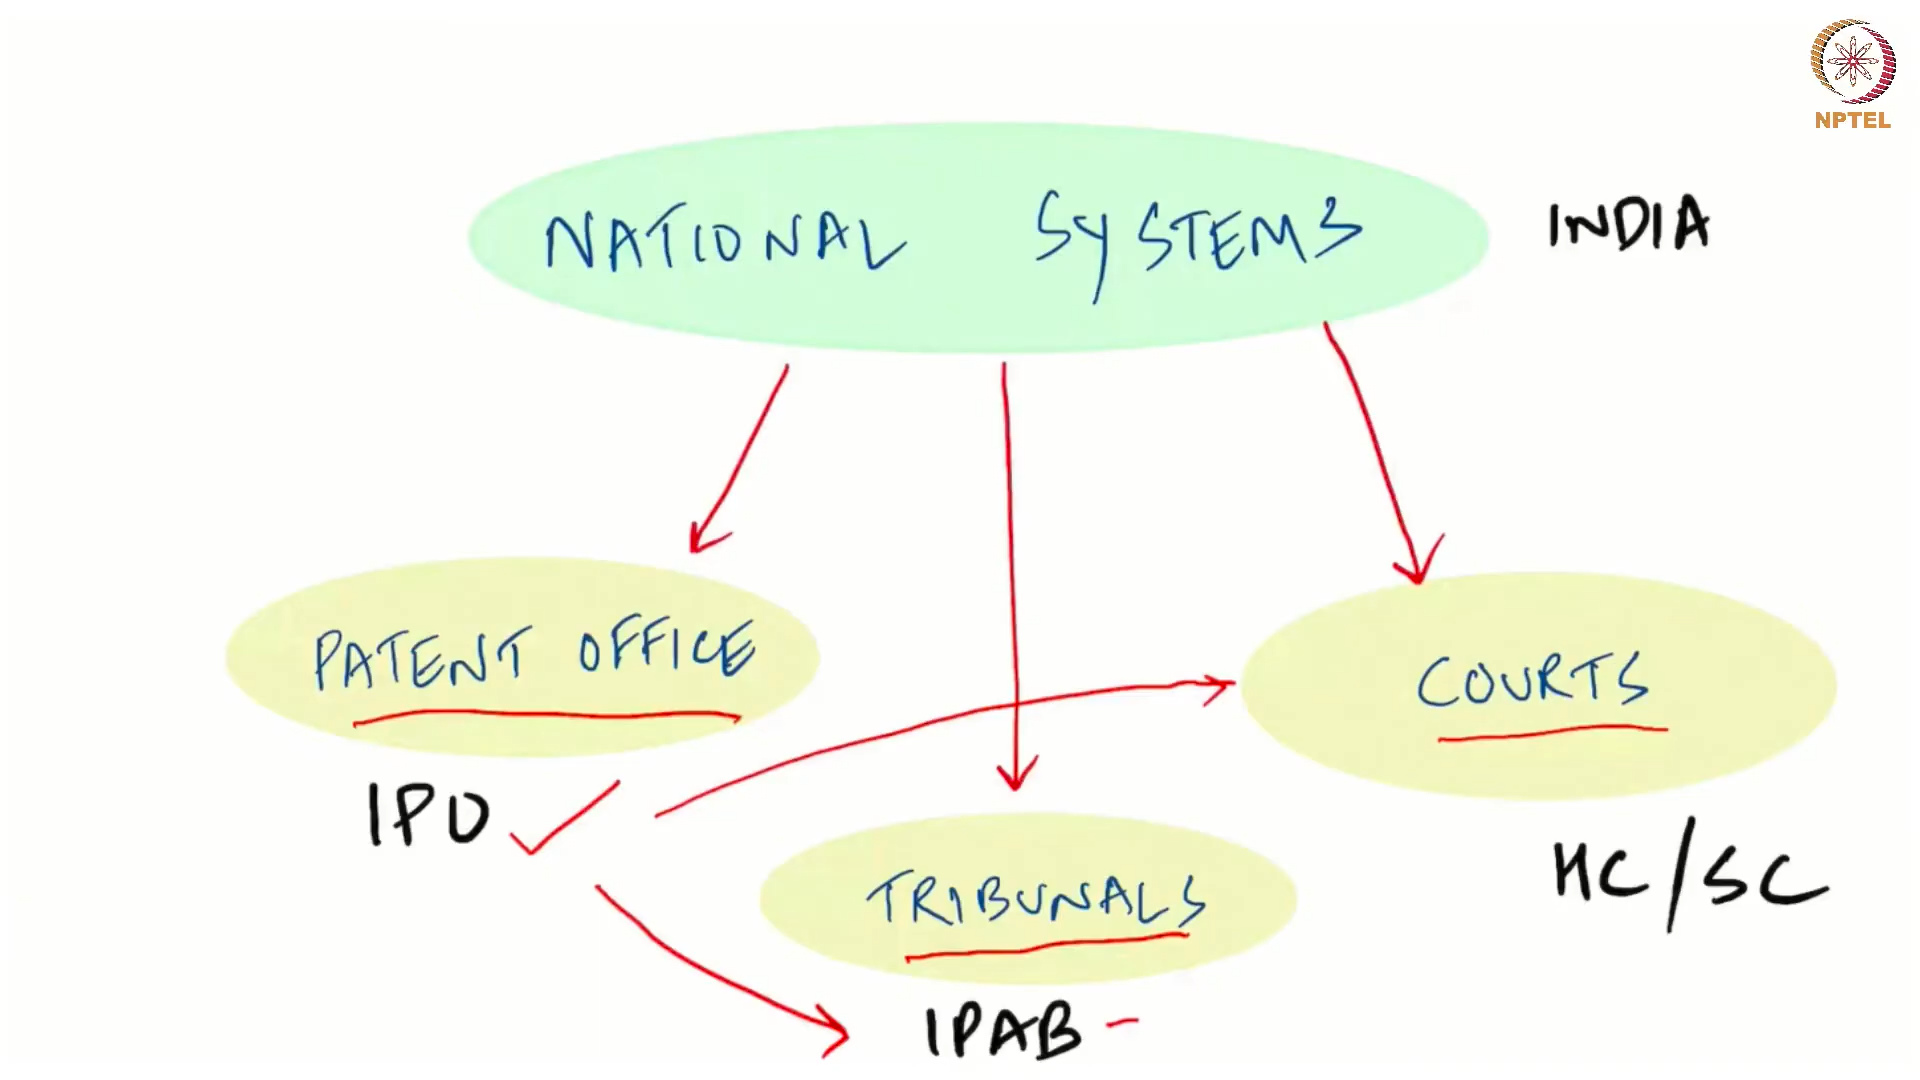 NPTEL
NATIONAL SYSTEMS
INDIA
PATENT OFFICE
COURTS
IPO
HC/SC
TRIBUNALS
IPAB -